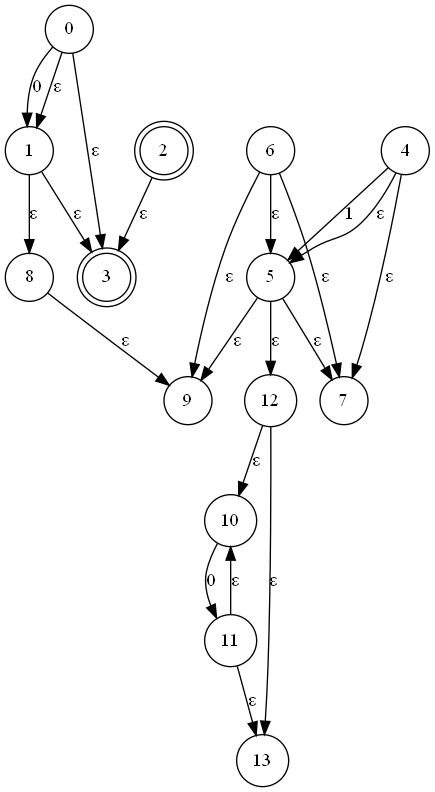 0
0 ε
ε
1 2 6 4
ε ε ε ε 1 ε
8 3 5
ε ε ε
ε ε ε ε
9 12 7
ε
10
0 ε ε
11
ε
13